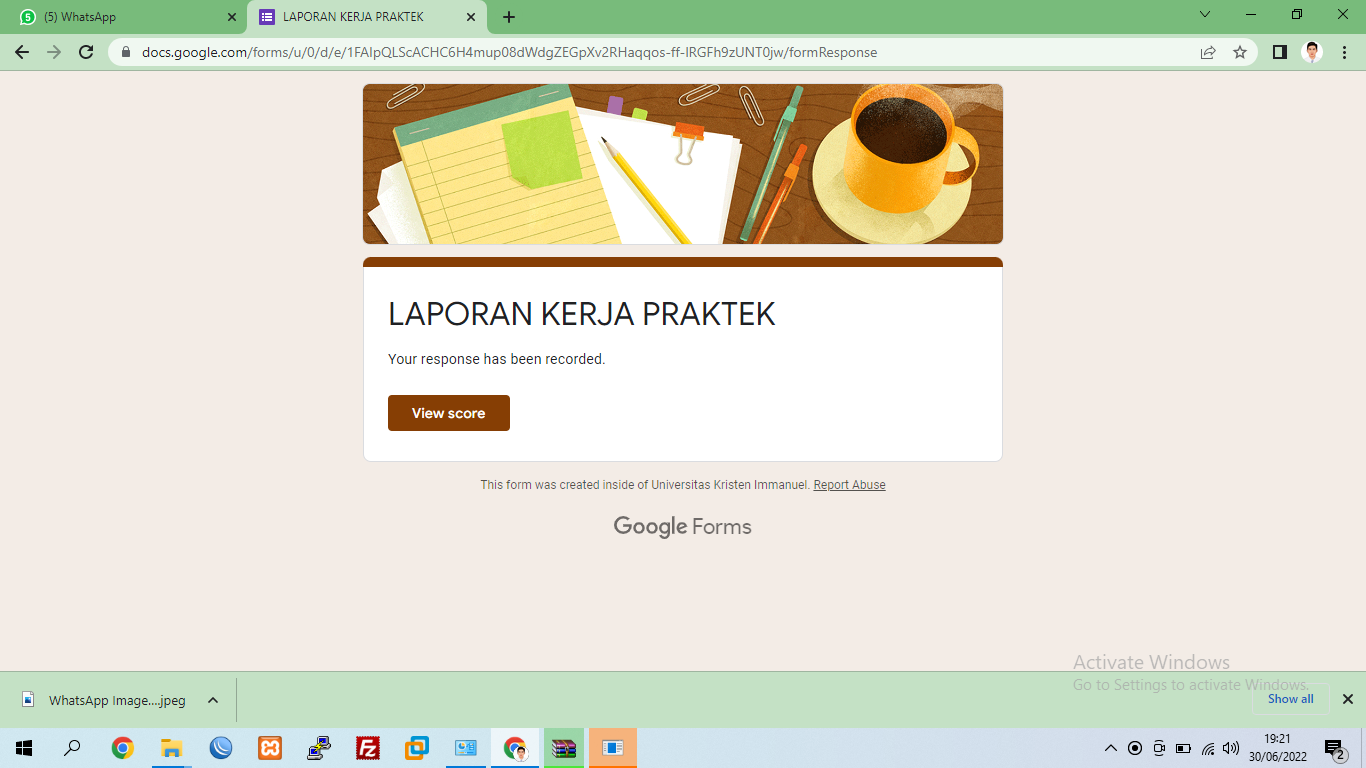 (5) WhatsApp
LAPORAN KERJA PRAKTEK
docs.google.com/forms/u/0/d/e/1FAIpQLScACHC6H4mup08dWdgZEGpXv2RHaqqos-ff-IRGFh9zUNT0jw/formResponse
LAPORAN KERJA PRAKTEK
Your response has been recorded.
View score
This form was created inside of Universitas Kristen Immanuel. Report Abuse
Google Forms
Activate Windows
Go to Settings to activate Windows.
WhatsApp Image....jpeg
Show all
19:21
30/06/2022
2